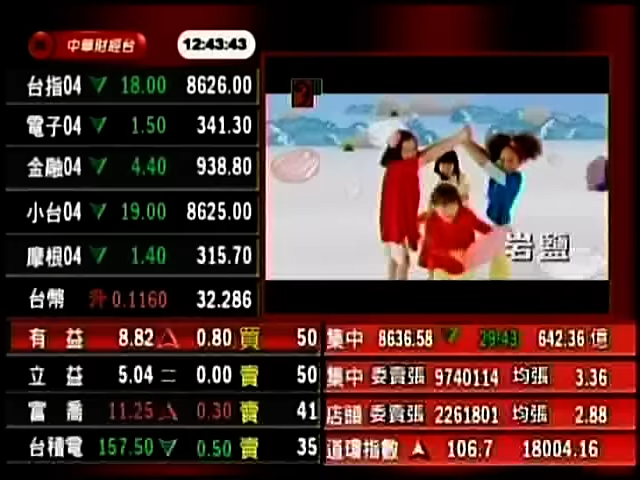 中華財經台 12:43:43
台指04 ▽ 18.00 8626.00
電子04 ▽ 1.50 341.30
金融04 ▽ 4.40 938.80
小台04 ▽ 19.00 8625.00
摩根04 ▽ 1.40 315.70
台幣 升 0.1160 32.286
岩鹽
有益 8.82 △ 0.80 買 50
立益 5.04 = 0.00 賣 50
富喬 11.25 △ 0.30 賣 41
台積電 157.50 ▽ 0.50 賣 35
集中 8636.58 ▽ 29.43 642.36 億
集中 委賣張 9740114 均張 3.36
店頭 委賣張 2261801 均張 2.88
道瓊指數 ▲ 106.7 18004.16